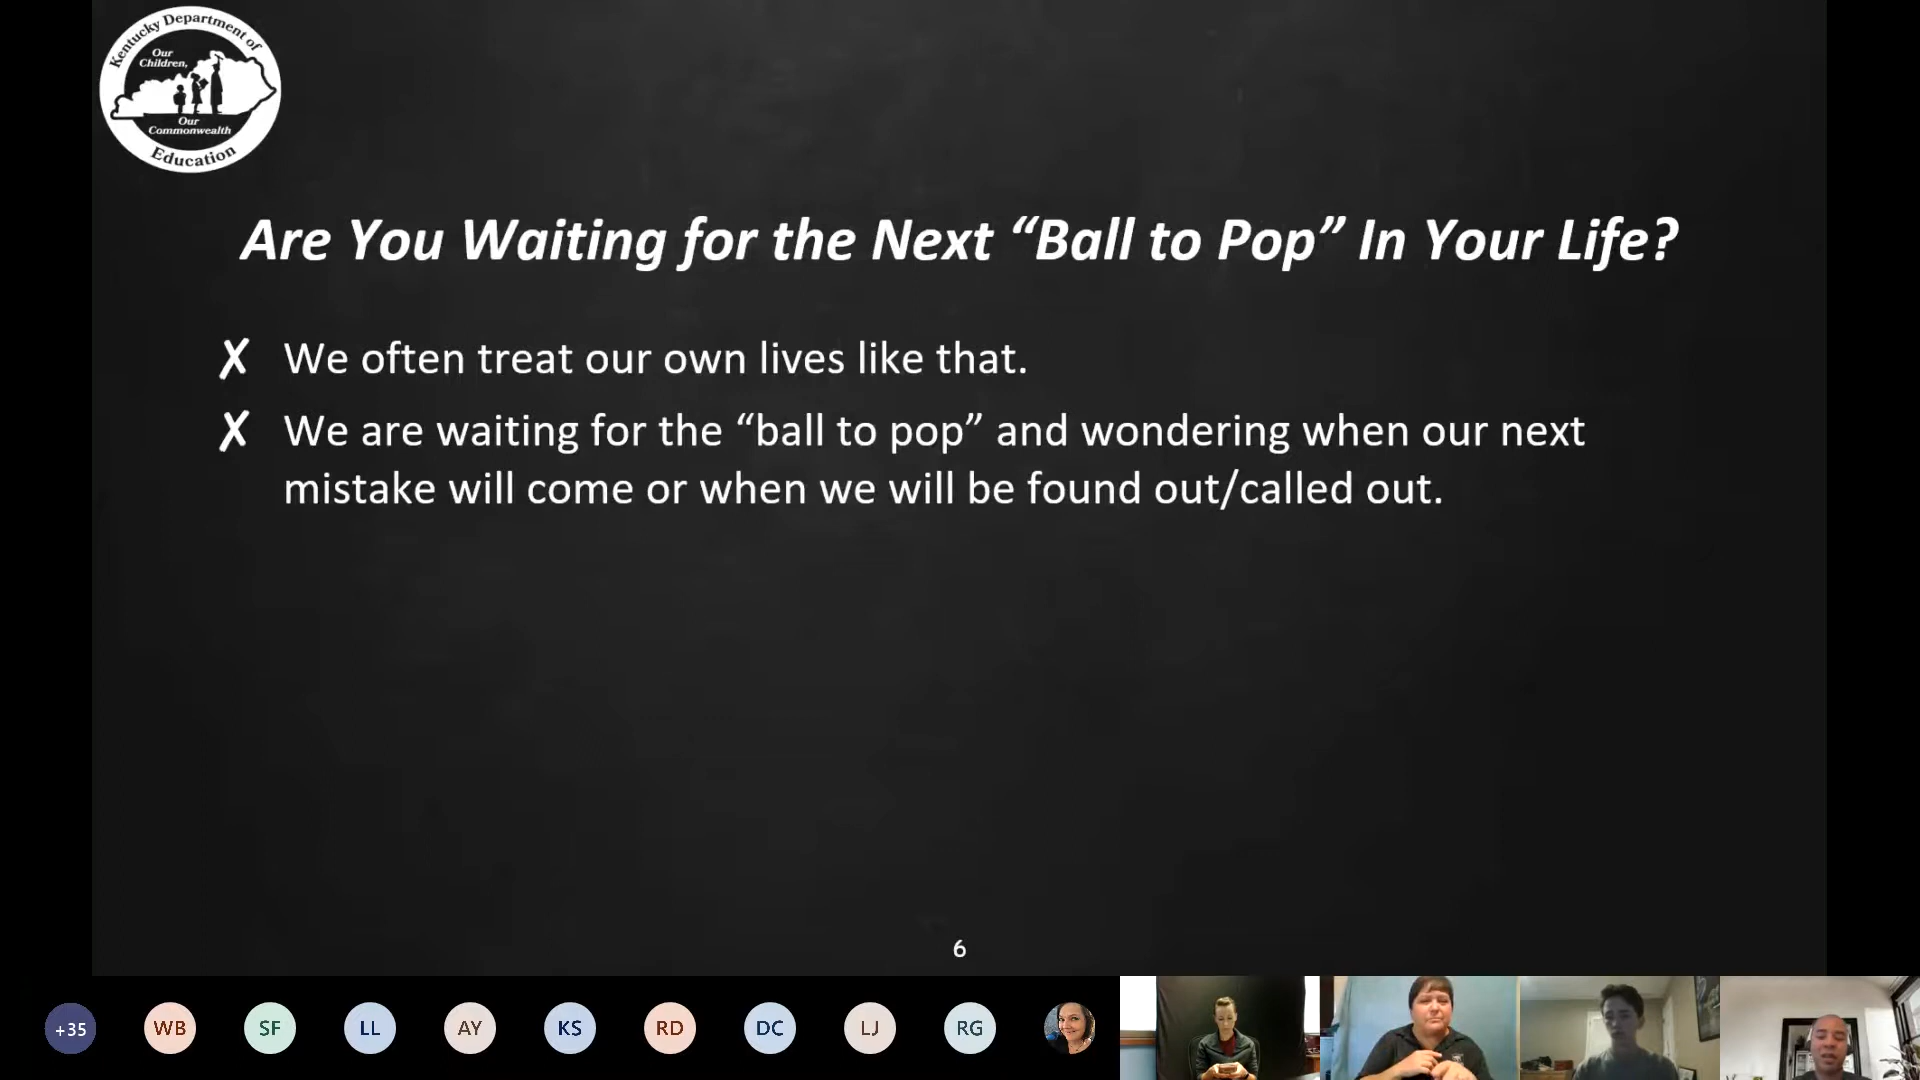 Kentucky Department of
Our
Children,
Our
Commonwealth
Education
Are You Waiting for the Next “Ball to Pop” In Your Life?
✗ We often treat our own lives like that.
✗ We are waiting for the “ball to pop” and wondering when our next
mistake will come or when we will be found out/called out.
6
+35 WB SF LL AY KS RD DC LJ RG